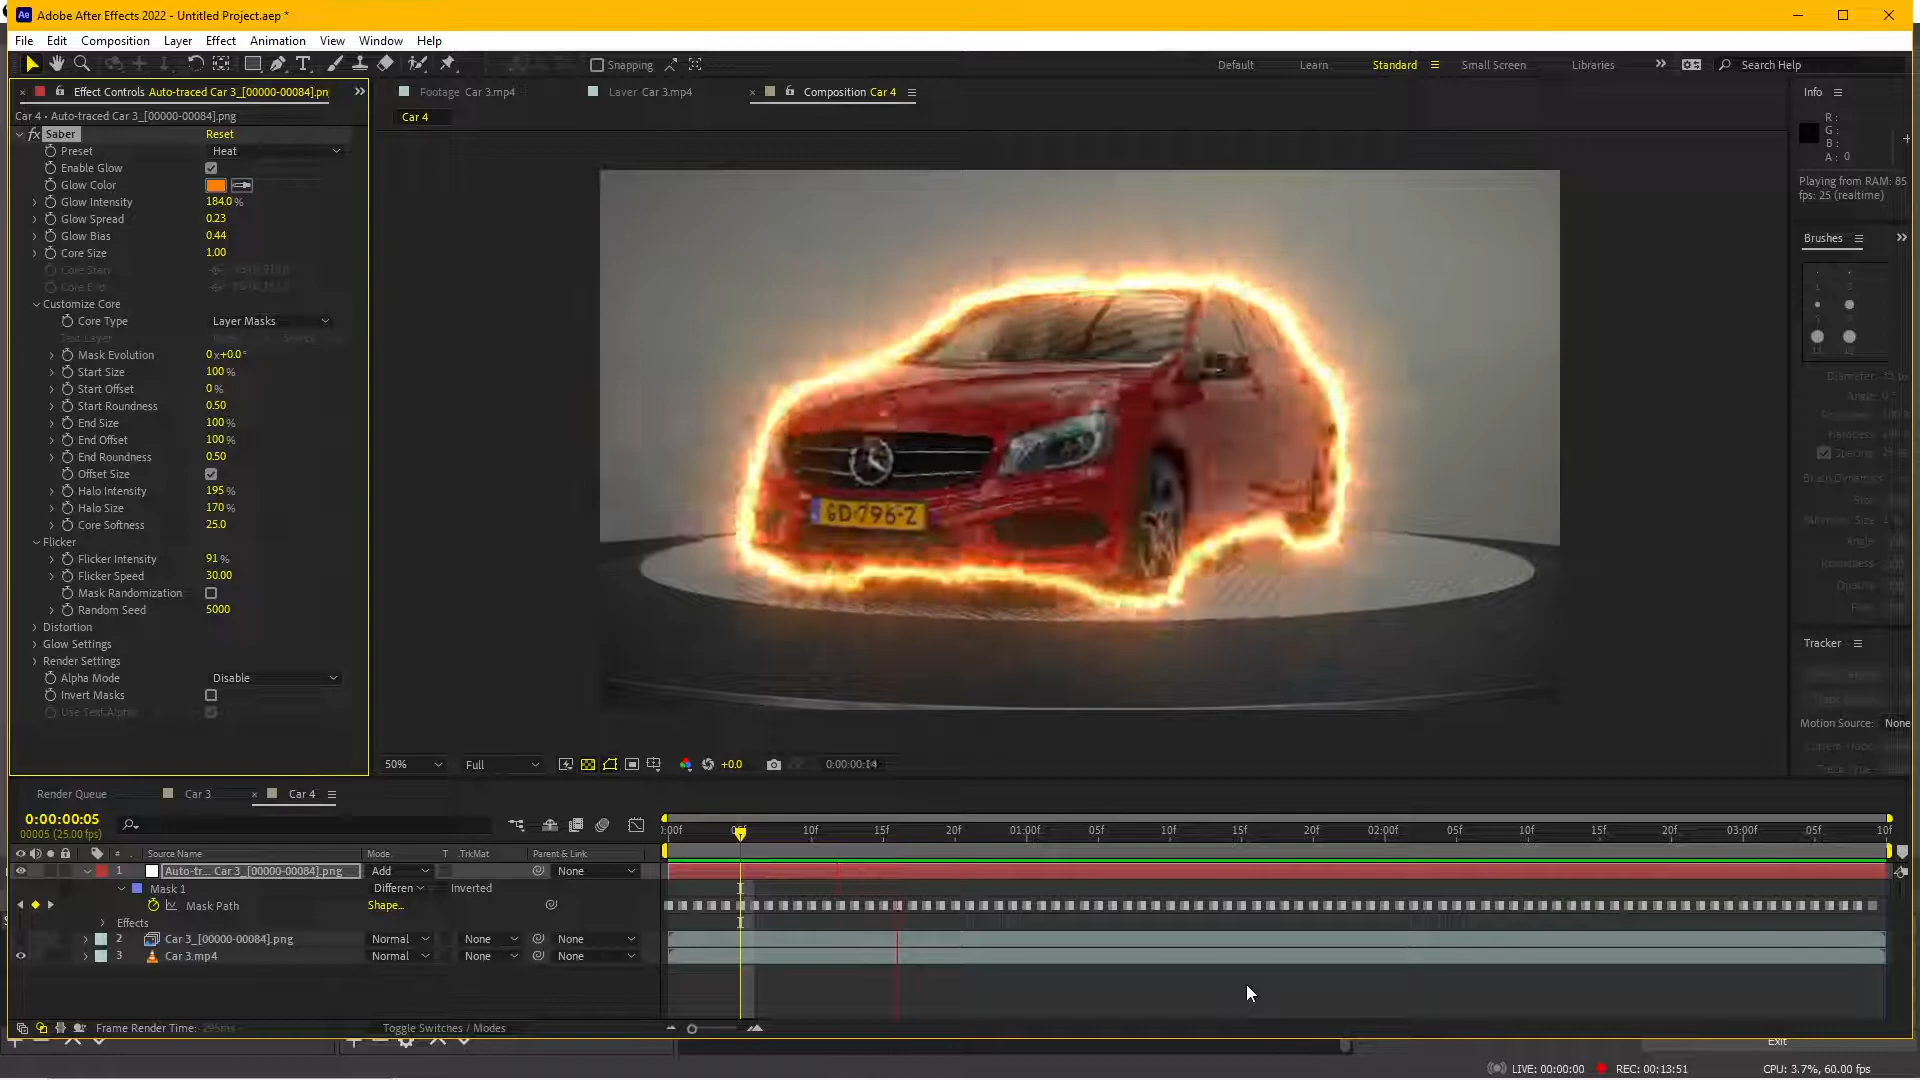 Ae Adobe After Effects 2022 - Untitled Project.aep *
File Edit Composition Layer Effect Animation View Window Help
Snapping Default Learn Standard Small Screen Libraries Search Help
Effect Controls Auto-traced Car 3_[00000-00084].pn
Footage Car 3.mp4 Layer Car 3.mp4 Composition Car 4
Car 4 • Auto-traced Car 3_[00000-00084].png
Car 4
fx Saber Reset
Preset Heat
Enable Glow
Glow Color
Glow Intensity 184.0 %
Glow Spread 0.23
Glow Bias 0.44
Core Size 1.00
Core Start
Core End
Customize Core
Core Type Layer Masks
Text Layer
Mask Evolution 0 x+0.0 °
Start Size 100 %
Start Offset 0 %
Start Roundness 0.50
End Size 100 %
End Offset 100 %
End Roundness 0.50
Offset Size
Halo Intensity 195 %
Halo Size 170 %
Core Softness 25.0
Flicker
Flicker Intensity 91 %
Flicker Speed 30.00
Mask Randomization
Random Seed 5000
Distortion
Glow Settings
Render Settings
Alpha Mode Disable
Invert Masks
Use Text Alpha
GD-796-Z
50% Full +0.0
Info
R :
G :
B :
A : 0
Playing from RAM: 85
fps: 25 (realtime)
Brushes
Diameter:
Angle:
Roundness:
Hardness:
Spacing:
Brush Dynamics
Size:
Minimum Size:
Angle:
Roundness:
Opacity:
Flow:
Tracker
Motion Source: None
Current Track:
Track Type:
Render Queue Car 3 Car 4
0:00:00:05
00005 (25.00 fps)
:00f 10f 15f 20f 01:00f 05f 10f 15f 20f 02:00f 05f 10f 15f 20f 03:00f 05f 10f
# Source Name Mode T .TrkMat Parent & Link
1 Auto-tr... Car 3_[00000-00084].png Add None
Mask 1 Differen Inverted
Mask Path Shape...
Effects
2 Car 3_[00000-00084].png Normal None None
3 Car 3.mp4 Normal None None
Frame Render Time: 295ms Toggle Switches / Modes
Exit
LIVE: 00:00:00 REC: 00:13:51 CPU: 3.7%, 60.00 fps